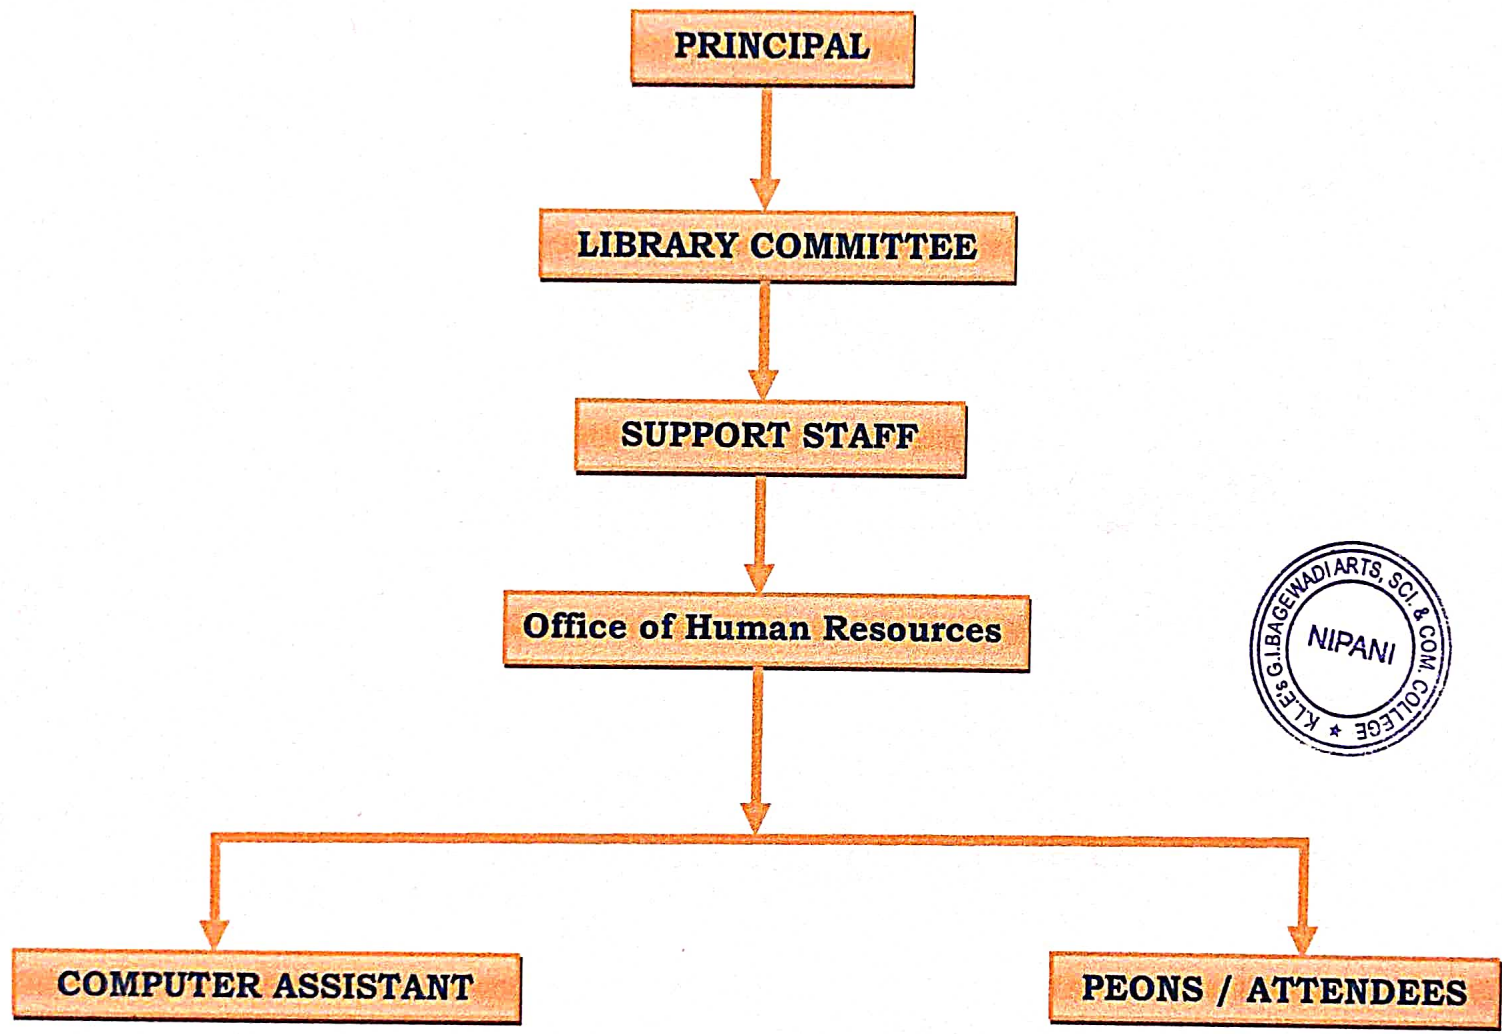 PRINCIPAL
LIBRARY COMMITTEE
SUPPORT STAFF
Office of Human Resources
K.L.E's G.I.BAGEWADI ARTS, SCI. & COM. COLLEGE
NIPANI
COMPUTER ASSISTANT
PEONS / ATTENDEES